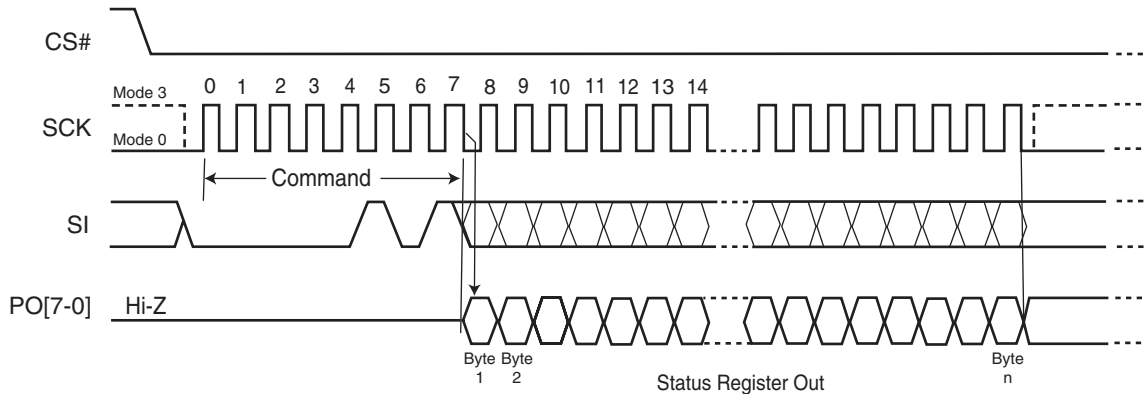 CS#
0 1 2 3 4 5 6 7 8 9 10 11 12 13 14
Mode 3
SCK
Mode 0
Command
SI
PO[7-0] Hi-Z
Byte 1
Byte 2
Byte n
Status Register Out